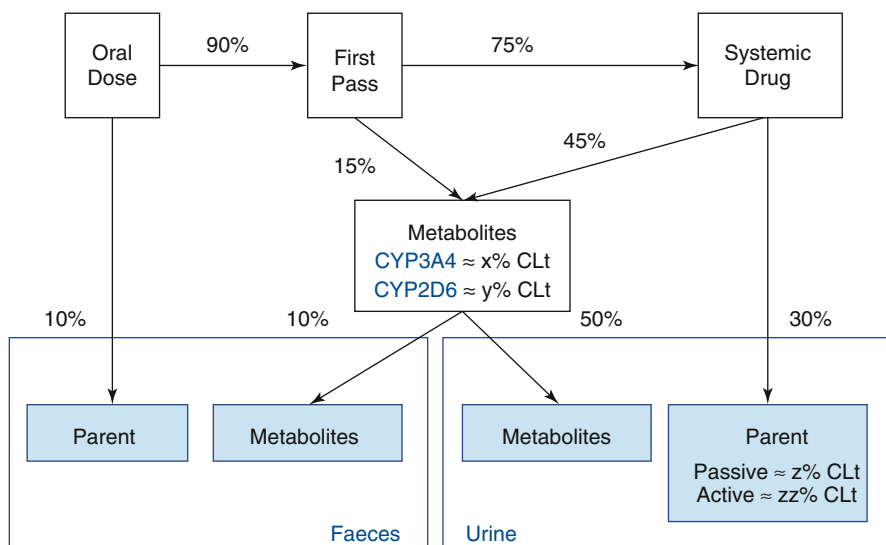 Oral
Dose
90%
First
Pass
75%
Systemic
Drug
15%
45%
Metabolites
CYP3A4 ≈ x% CLt
CYP2D6 ≈ y% CLt
10%
10%
50%
30%
Parent
Metabolites
Metabolites
Parent
Passive ≈ z% CLt
Active ≈ zz% CLt
Faeces
Urine